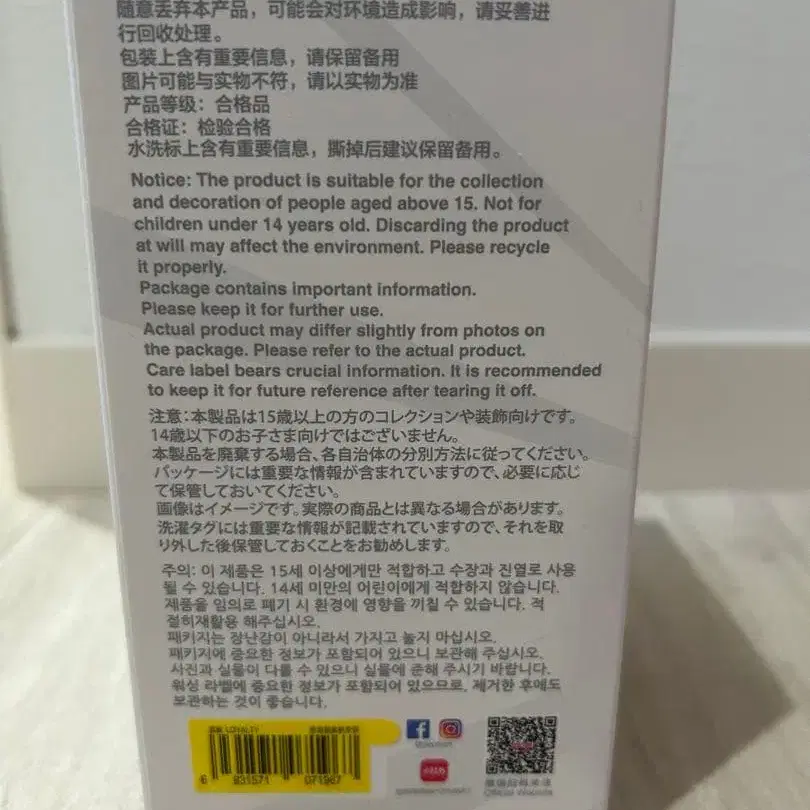 随意丢弃本产品，可能会对环境造成影响，请妥善进
行回收处理。
包装上含有重要信息，请保留备用
图片可能与实物不符，请以实物为准
产品等级：合格品
合格证：检验合格
水洗标上含有重要信息，撕掉后建议保留备用。
Notice: The product is suitable for the collection
and decoration of people aged above 15. Not for
children under 14 years old. Discarding the product
at will may affect the environment. Please recycle
it properly.
Package contains important information.
Please keep it for further use.
Actual product may differ slightly from photos on
the package. Please refer to the actual product.
Care label bears crucial information. It is recommended
to keep it for future reference after tearing it off.
注意：本製品は15歳以上の方のコレクションや装飾向けです。
14歳以下のお子さま向けではございません。
本製品を廃棄する場合、各自治体の分別方法に従ってください。
パッケージには重要な情報が含まれていますので、必要に応じ
て保管しておいてください。
画像はイメージです。実際の商品とは異なる場合があります。
洗濯タグには重要な情報が記載されていますので、それを取
り外した後保管しておくことをお勧めします。
주의: 이 제품은 15세 이상에게만 적합하고 수장과 진열로 사용
될 수 있습니다. 14세 미만의 어린이에게 적합하지 않습니다.
제품을 임의로 폐기 시 환경에 영향을 끼칠 수 있습니다. 적
절히재활용 해주십시오.
패키지는 장난감이 아니라서 가지고 놀지 마십시오.
패키지에 중요한 정보가 포함되어 있으니 보관해 주십시오.
사진과 실물이 다를 수 있으니 실물에 준해 주시기 바랍니다.
워싱 라벨에 중요한 정보가 포함되어 있으므로, 제거한 후에도
보관하는 것이 좋습니다.
LOYALTY
6 931571 071987